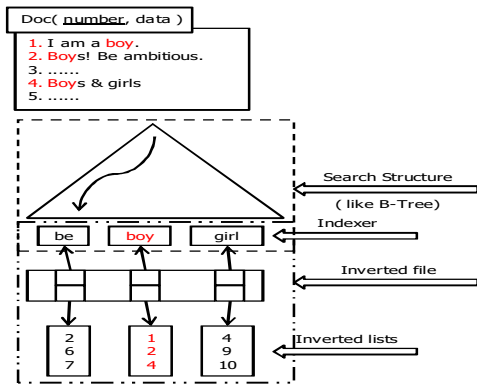 Doc( number, data )
1. I am a boy.
2. Boys! Be ambitious.
3. ......
4. Boys & girls
5. ......
Search Structure
( like B-Tree)
be boy girl
Indexer
Inverted file
2 1 4
6 2 9
7 4 10
Inverted lists